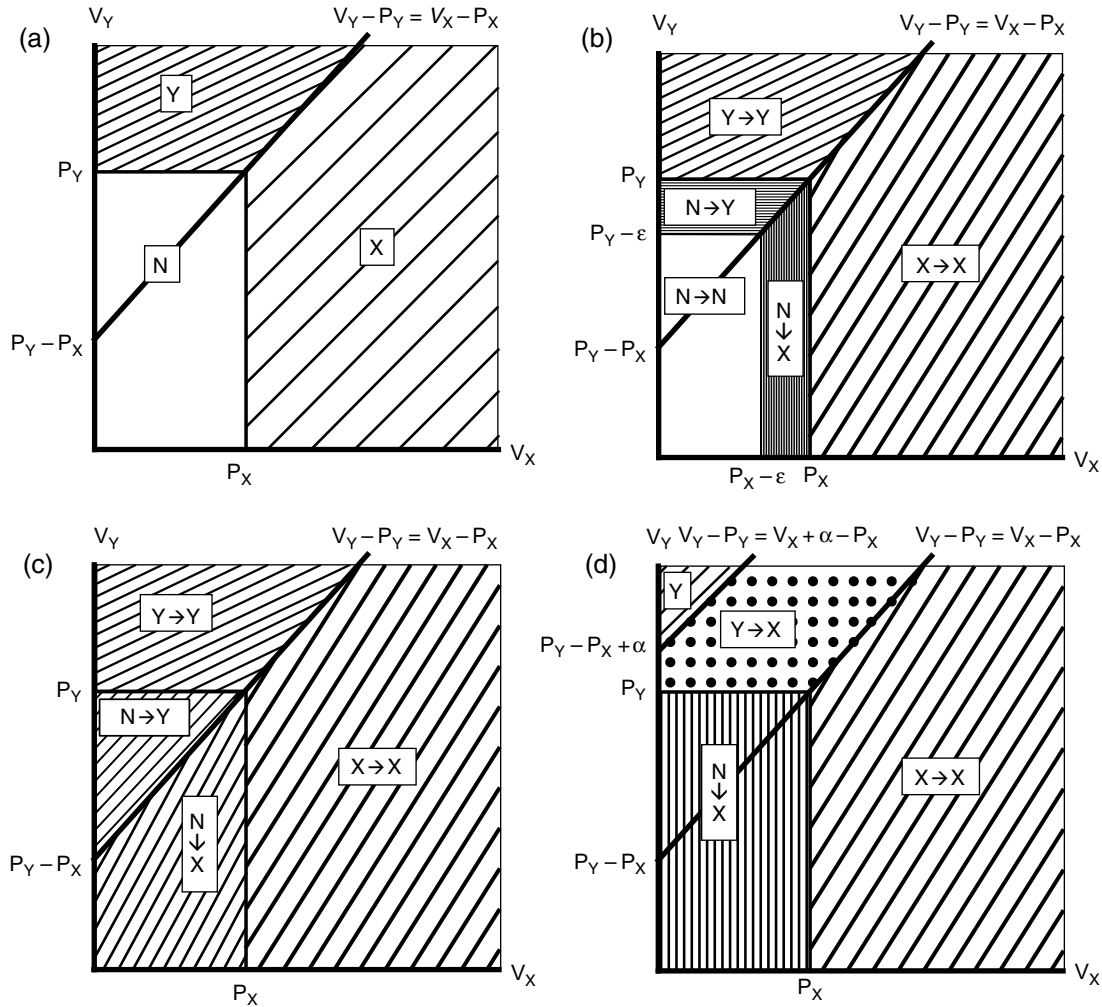 (a)
V_Y
V_Y – P_Y = V_X – P_X
Y
P_Y
N
X
P_Y – P_X
P_X
V_X
(b)
V_Y
V_Y – P_Y = V_X – P_X
Y→Y
P_Y
N→Y
P_Y – ε
X→X
N→N
N
↓
X
P_Y – P_X
P_X – ε
P_X
V_X
(c)
V_Y
V_Y – P_Y = V_X – P_X
Y→Y
P_Y
N→Y
X→X
N
↓
X
P_Y – P_X
P_X
V_X
(d)
V_Y
V_Y – P_Y = V_X + α – P_X
V_Y – P_Y = V_X – P_X
Y
Y→X
P_Y – P_X + α
P_Y
N
↓
X
X→X
P_Y – P_X
P_X
V_X